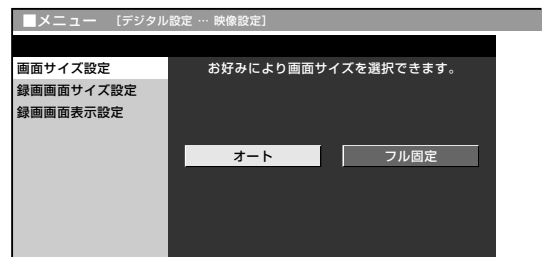 ■メニュー [デジタル設定 … 映像設定]
画面サイズ設定
お好みにより画面サイズを選択できます。
録画画面サイズ設定
録画画面表示設定
オート
フル固定